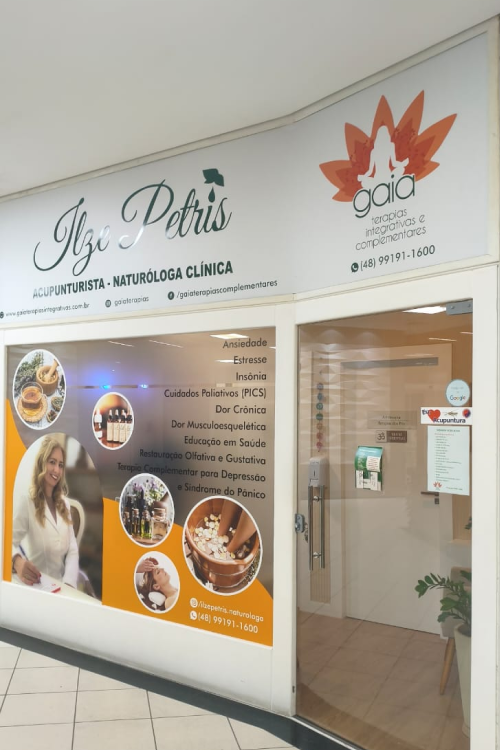 Ilze Petris
ACUPUNTURISTA - NATURÓLOGA CLÍNICA
www.gaiaterapiasintegrativas.com.br
gaiaterapias
/gaiaterapiascomplementares
gaia
terapias
integrativas e
complementares
(48) 99191-1600
Ansiedade
Estresse
Insônia
Cuidados Paliativos (PICS)
Dor Crônica
Dor Musculoesquelética
Educação em Saúde
Restauração Olfativa e Gustativa
Terapia Complementar para Depressão
e Síndrome do Pânico
/ilzepetris.naturologa
(48) 99191-1600
Google
Acupuntura